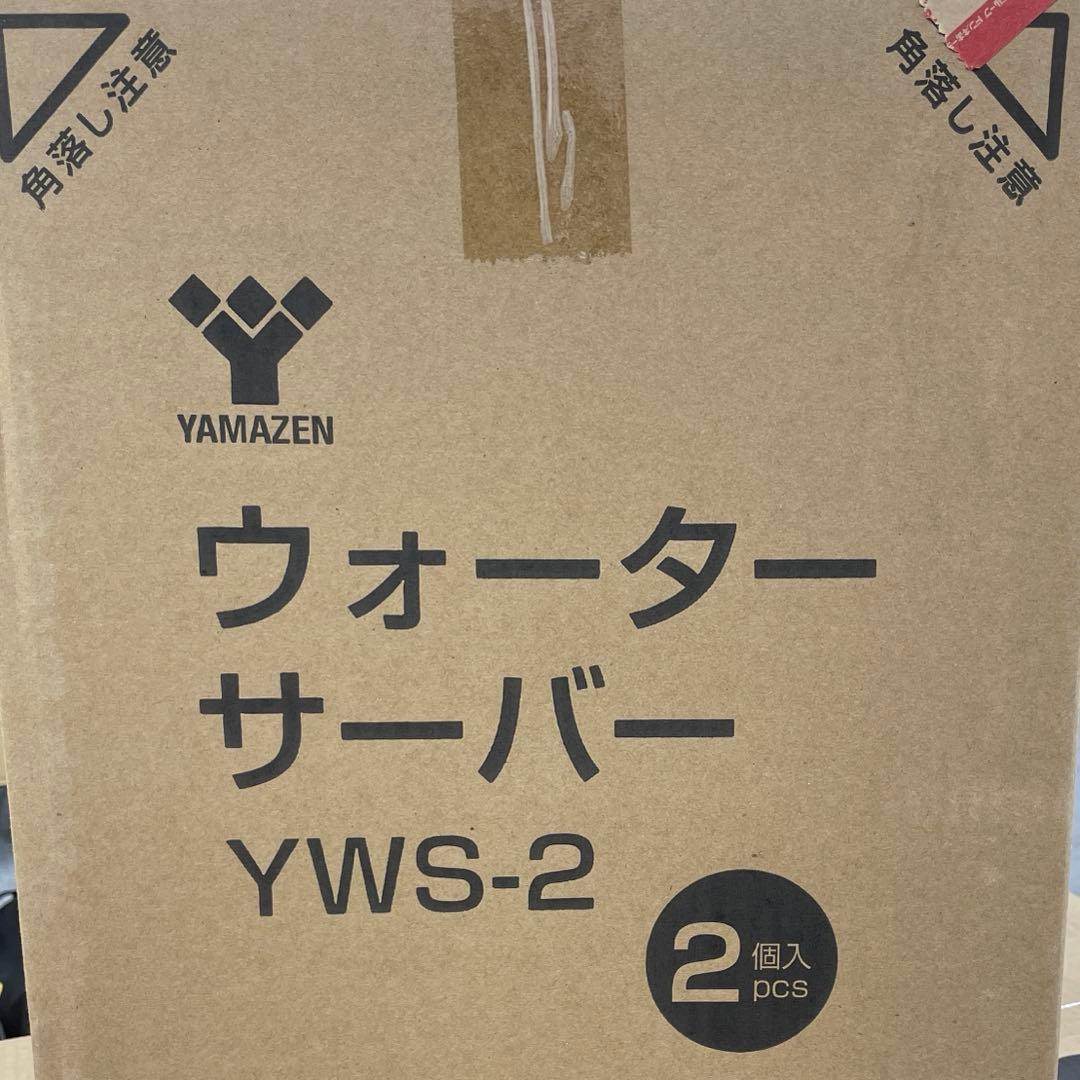 角落し注意
角落し注意
YAMAZEN
ウォーター
サーバー
YWS-2
2個入
pcs